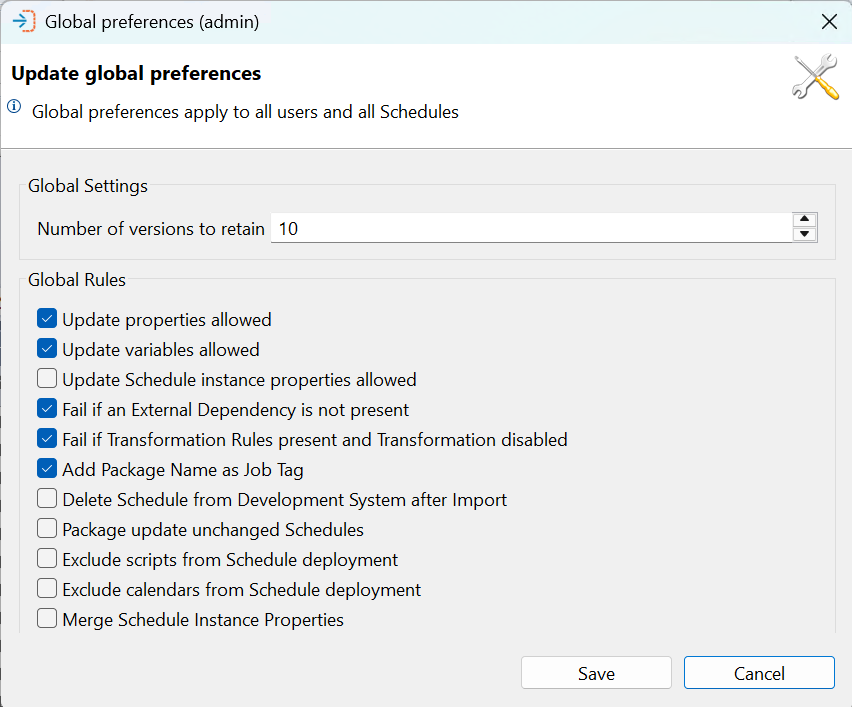 Global preferences (admin)
Update global preferences
Global preferences apply to all users and all Schedules
Global Settings
Number of versions to retain 10
Global Rules
Update properties allowed
Update variables allowed
Update Schedule instance properties allowed
Fail if an External Dependency is not present
Fail if Transformation Rules present and Transformation disabled
Add Package Name as Job Tag
Delete Schedule from Development System after Import
Package update unchanged Schedules
Exclude scripts from Schedule deployment
Exclude calendars from Schedule deployment
Merge Schedule Instance Properties
Save Cancel